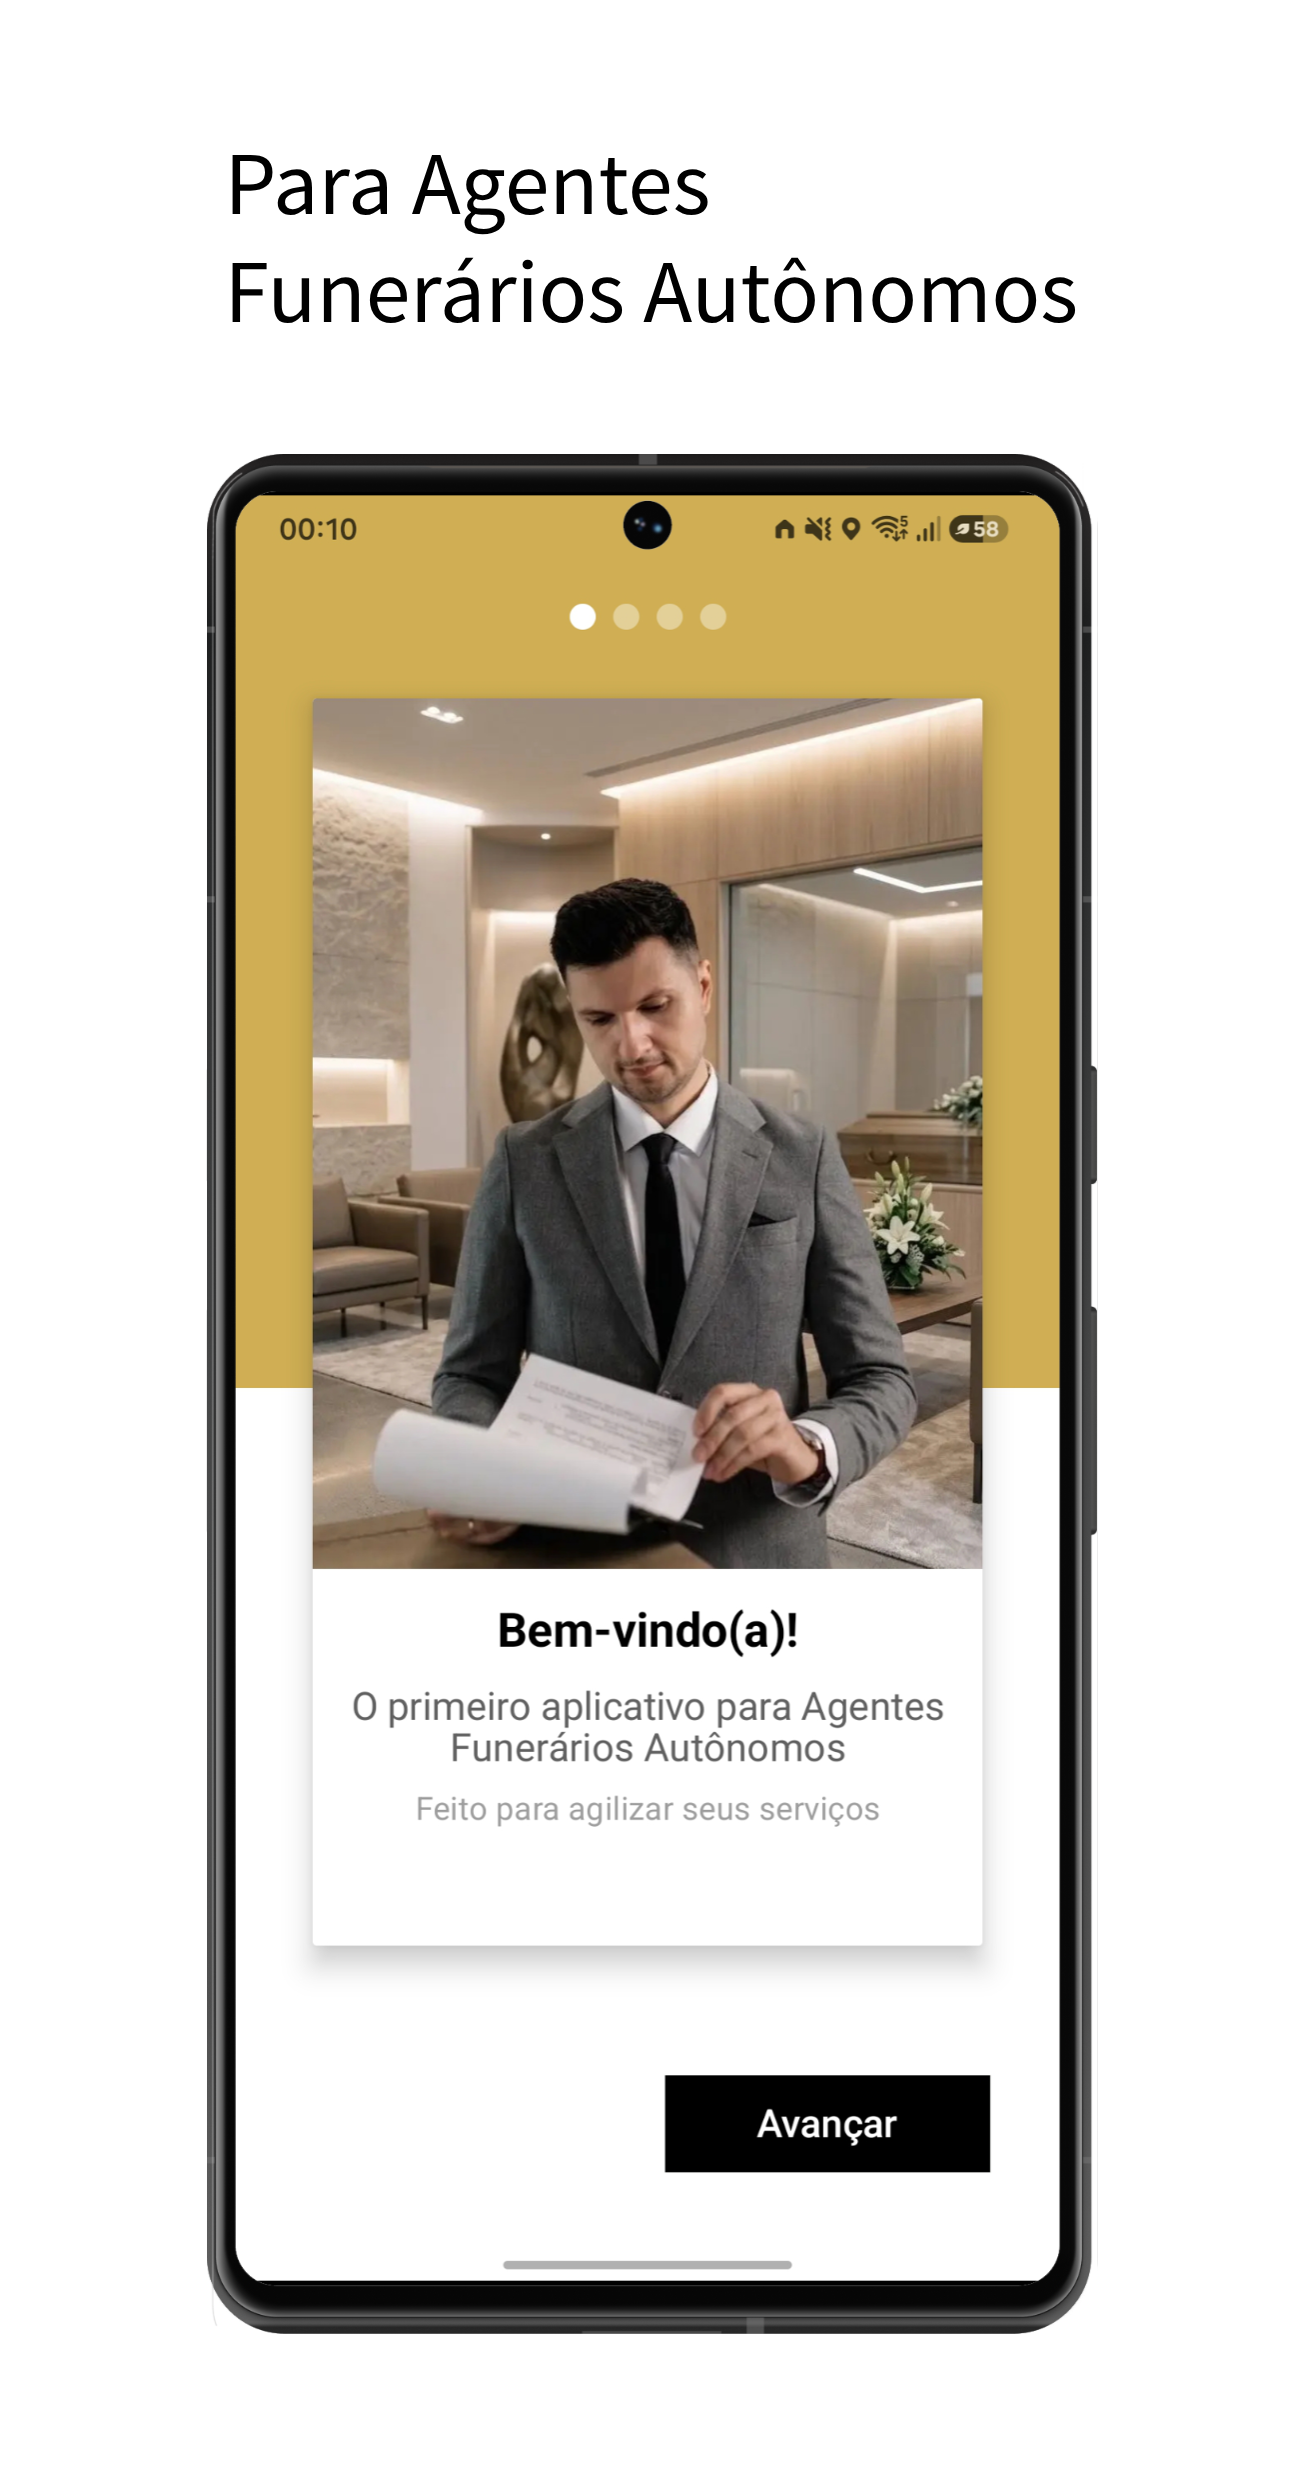 Para Agentes
Funerários Autônomos
00:10
5
58
Bem-vindo(a)!
O primeiro aplicativo para Agentes
Funerários Autônomos
Feito para agilizar seus serviços
Avançar